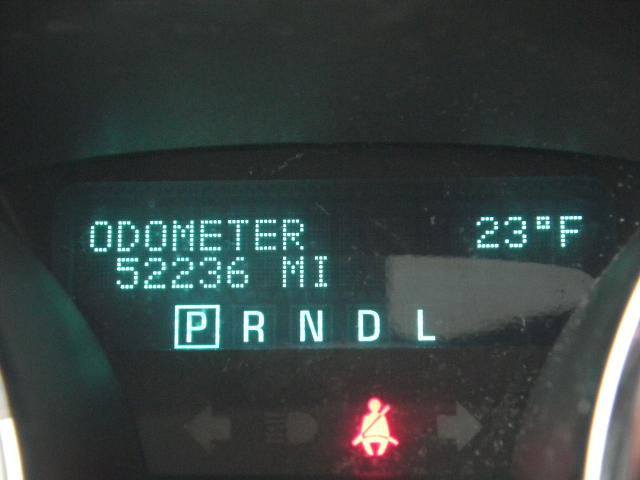 ODOMETER 23°F
52236 MI
P R N D L